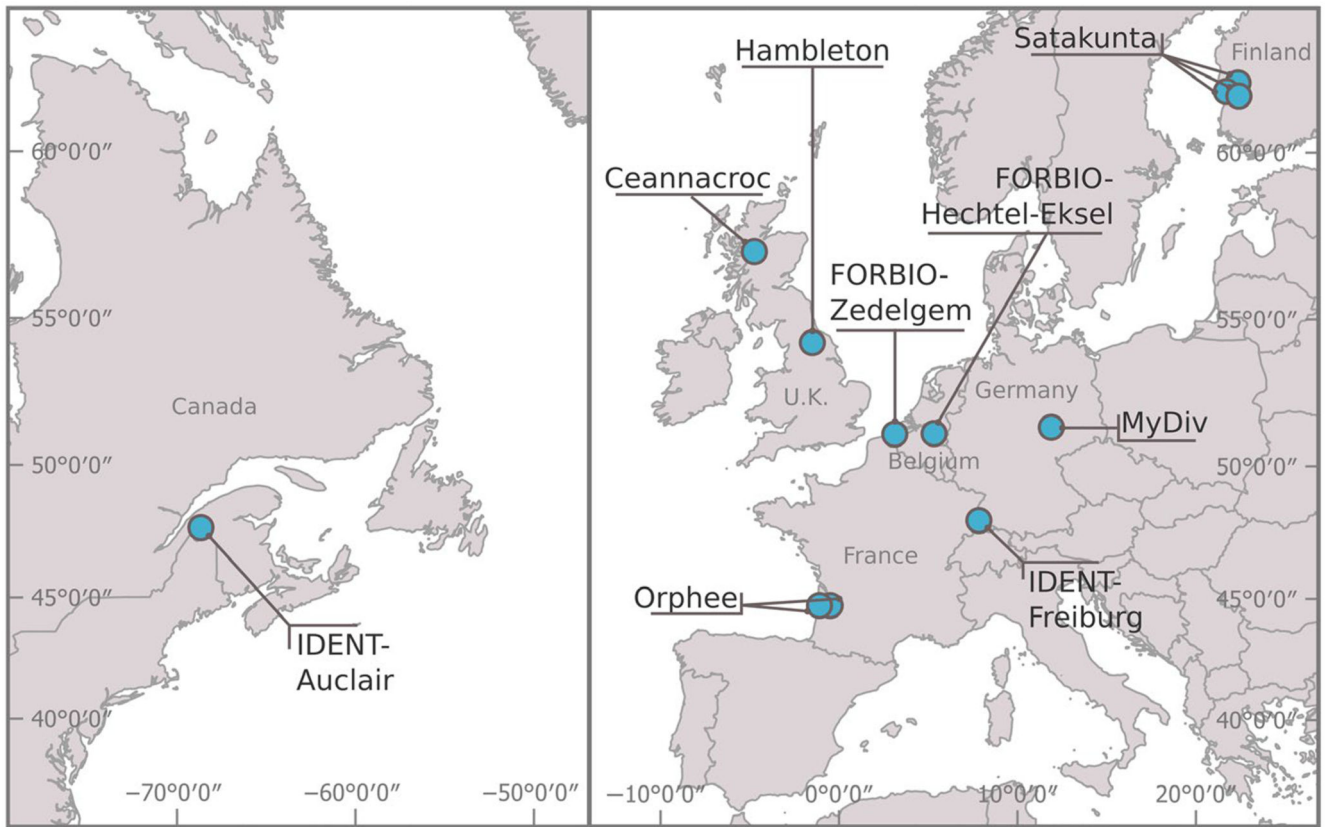 60°0′0″
55°0′0″
Canada
50°0′0″
45°0′0″
IDENT-
Auclair
40°0′0″
−70°0′0″
−60°0′0″
−50°0′0″
Satakunta
Hambleton
Finland
60°0′0″
Ceannacroc
FORBIO-
Hechtel-Eksel
FORBIO-
Zedelgem
55°0′0″
U.K.
Germany
MyDiv
Belgium
50°0′0″
France
Orphee
IDENT-
Freiburg
45°0′0″
40°0′0″
−10°0′0″
0°0′0″
10°0′0″
20°0′0″